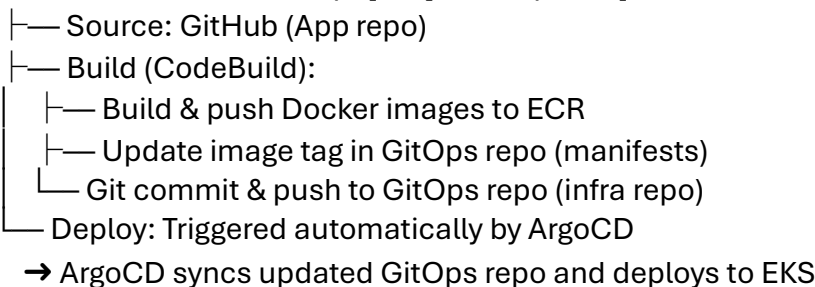 ├── Source: GitHub (App repo)
├── Build (CodeBuild):
│   ├── Build & push Docker images to ECR
│   ├── Update image tag in GitOps repo (manifests)
│   └── Git commit & push to GitOps repo (infra repo)
└── Deploy: Triggered automatically by ArgoCD
➜ ArgoCD syncs updated GitOps repo and deploys to EKS